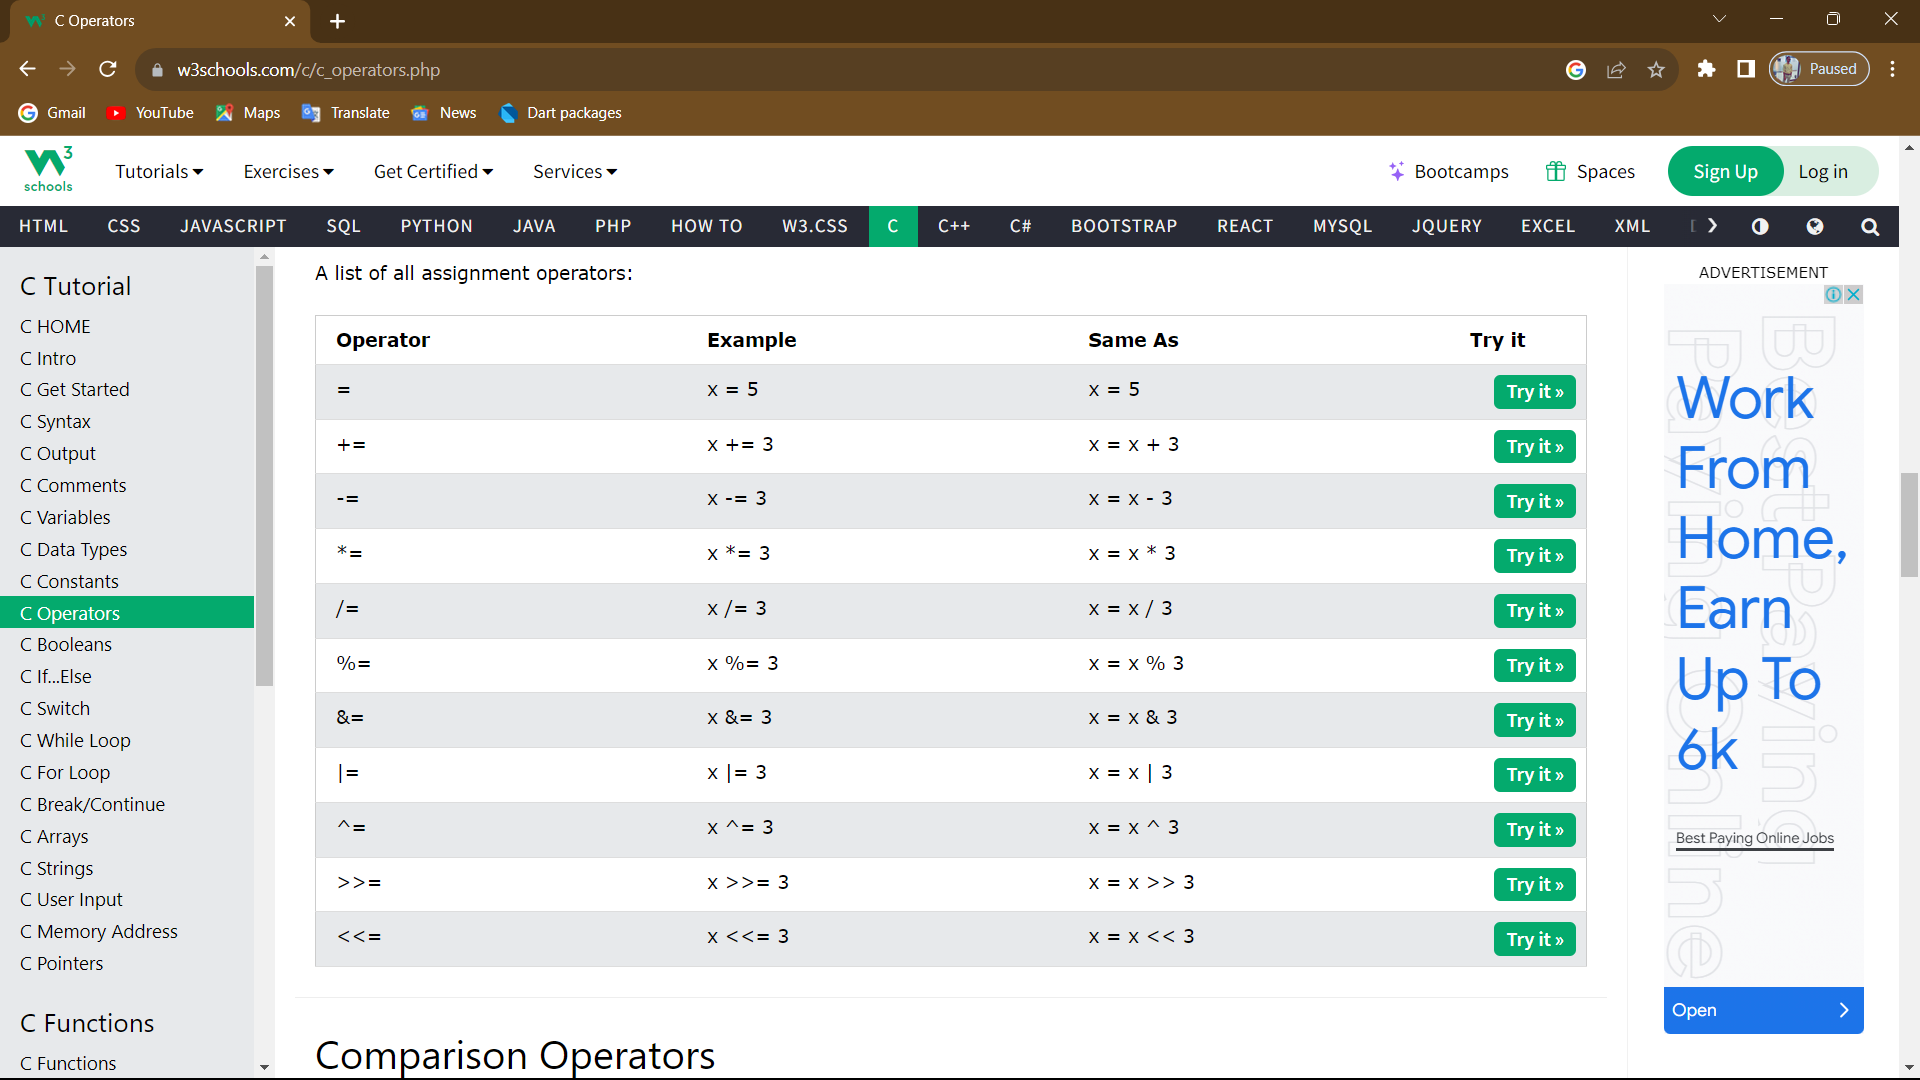 C Operators
w3schools.com/c/c_operators.php
Paused
Gmail YouTube Maps Translate News Dart packages
W3 schools
Tutorials Exercises Get Certified Services Bootcamps Spaces Sign Up Log in
HTML CSS JAVASCRIPT SQL PYTHON JAVA PHP HOW TO W3.CSS C C++ C# BOOTSTRAP REACT MYSQL JQUERY EXCEL XML
C Tutorial
C HOME
C Intro
C Get Started
C Syntax
C Output
C Comments
C Variables
C Data Types
C Constants
C Operators
C Booleans
C If...Else
C Switch
C While Loop
C For Loop
C Break/Continue
C Arrays
C Strings
C User Input
C Memory Address
C Pointers
C Functions
C Functions
A list of all assignment operators:
Operator Example Same As Try it
= x = 5 x = 5 Try it »
+= x += 3 x = x + 3 Try it »
-= x -= 3 x = x - 3 Try it »
*= x *= 3 x = x * 3 Try it »
/= x /= 3 x = x / 3 Try it »
%= x %= 3 x = x % 3 Try it »
&= x &= 3 x = x & 3 Try it »
|= x |= 3 x = x | 3 Try it »
^= x ^= 3 x = x ^ 3 Try it »
>>= x >>= 3 x = x >> 3 Try it »
<<= x <<= 3 x = x << 3 Try it »
Comparison Operators
ADVERTISEMENT
Best Paying
Paying Online
Work
From
Home,
Earn
Up To
6k
Best Paying Online Jobs
Open